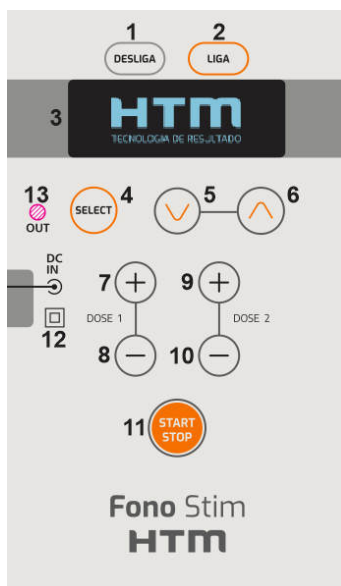 1 2
DESLIGA LIGA
3
HTM
TECNOLOGIA DE RESULTADO
13 SELECT 4 5 6
OUT
DC
IN
7 + 9 +
DOSE 1 DOSE 2
12
8 − 10 −
11 START
STOP
Fono Stim
HTM